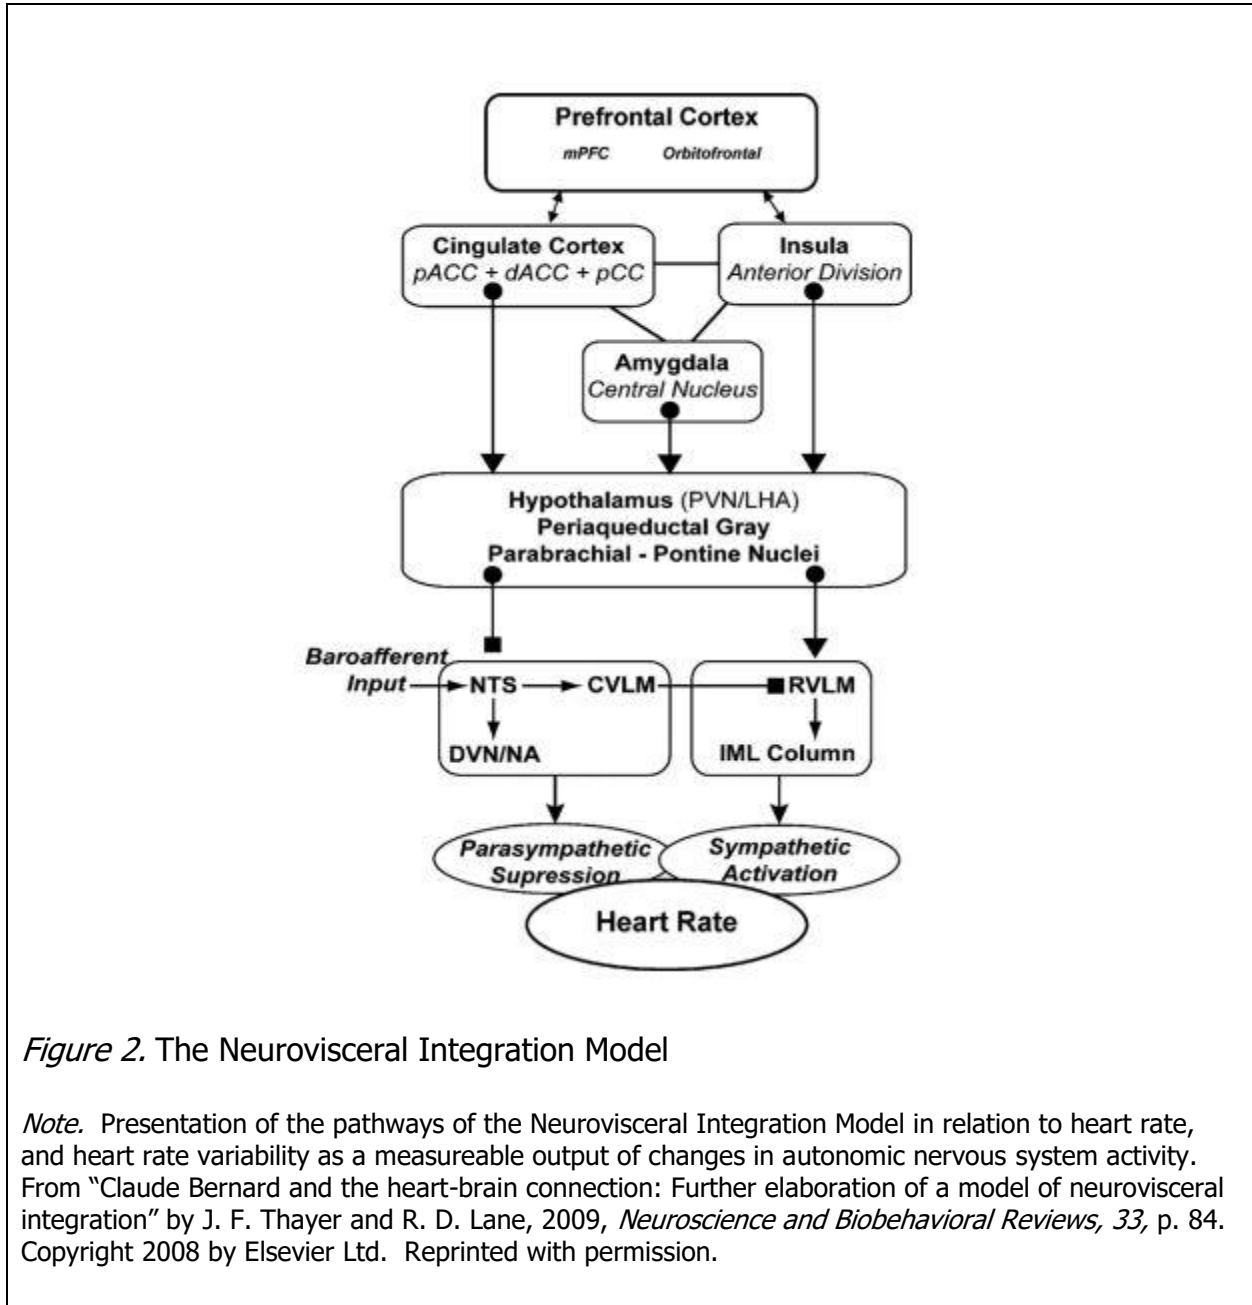 Prefrontal Cortex
mPFC Orbitofrontal
Cingulate Cortex
pACC + dACC + pCC
Insula
Anterior Division
Amygdala
Central Nucleus
Hypothalamus (PVN/LHA)
Periaqueductal Gray
Parabrachial - Pontine Nuclei
Baroafferent
Input
NTS
CVLM
RVLM
DVN/NA
IML Column
Parasympathetic
Supression
Sympathetic
Activation
Heart Rate
Figure 2. The Neurovisceral Integration Model
Note. Presentation of the pathways of the Neurovisceral Integration Model in relation to heart rate,
and heart rate variability as a measureable output of changes in autonomic nervous system activity.
From “Claude Bernard and the heart-brain connection: Further elaboration of a model of neurovisceral
integration” by J. F. Thayer and R. D. Lane, 2009, Neuroscience and Biobehavioral Reviews, 33, p. 84.
Copyright 2008 by Elsevier Ltd. Reprinted with permission.